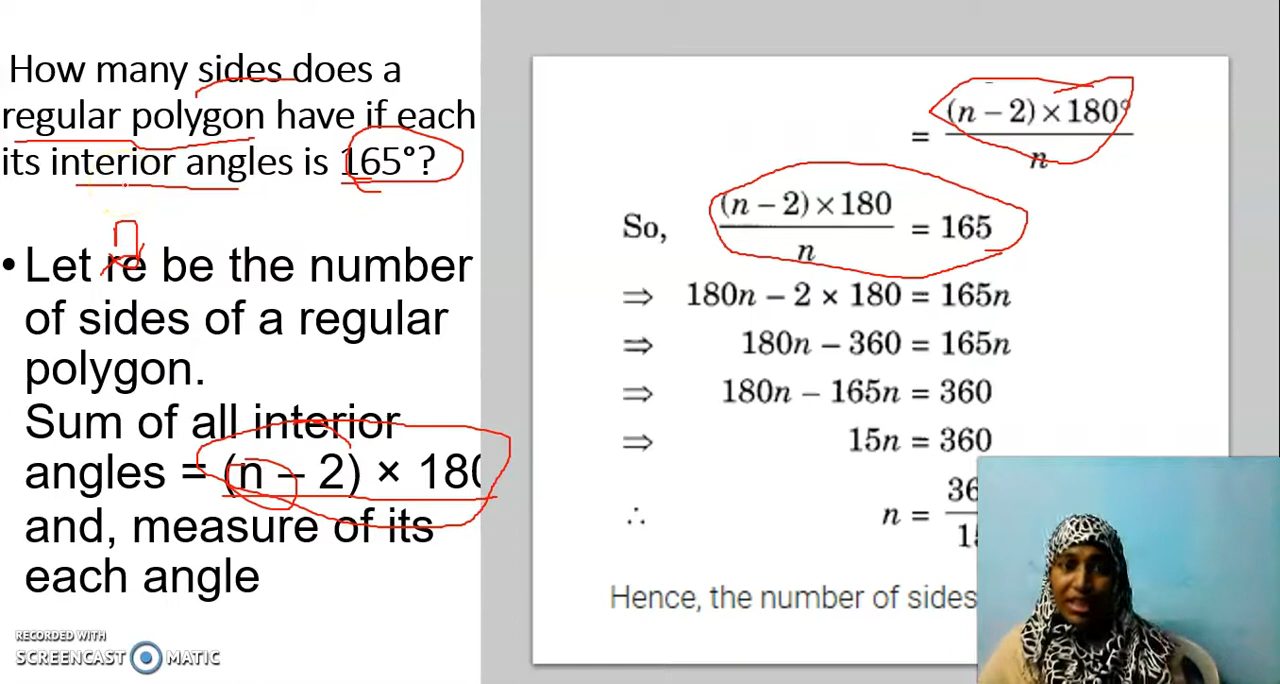 How many sides does a
regular polygon have if each
its interior angles is 165°?
n
• Let re be the number
of sides of a regular
polygon.
Sum of all interior
angles = (n – 2) × 180
and, measure of its
each angle
= (n – 2) × 180° / n
So, (n – 2) × 180 / n = 165
⇒ 180n – 2 × 180 = 165n
⇒ 180n – 360 = 165n
⇒ 180n – 165n = 360
⇒ 15n = 360
∴ n =
Hence, the number of sides
RECORDED WITH
SCREENCAST MATIC